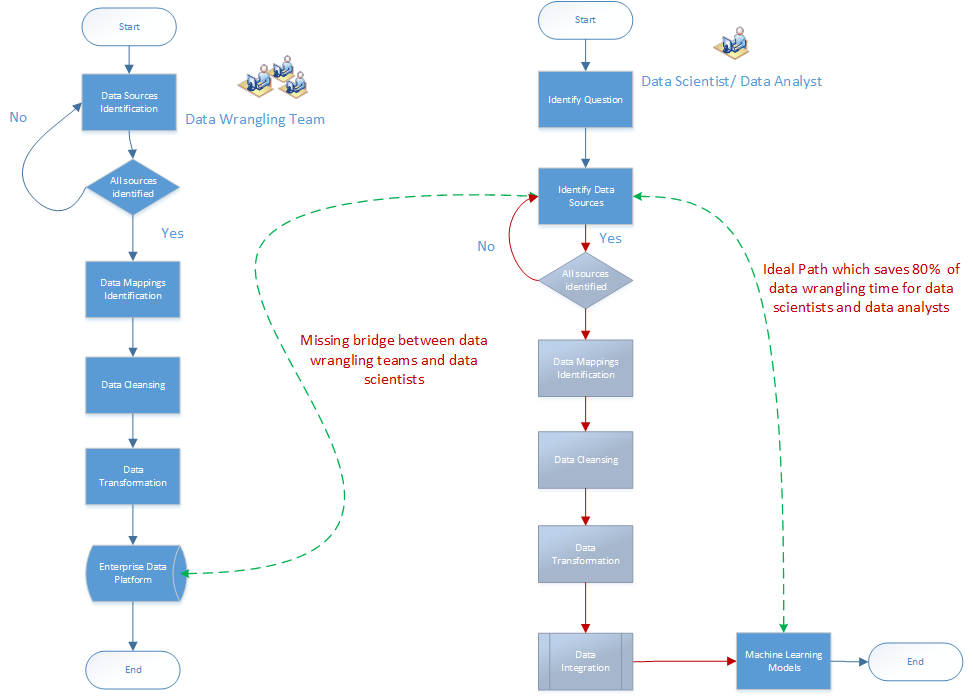 Start
Data Sources
Identification
No
Data Wrangling Team
All sources
identified
Yes
Data Mappings
Identification
Data Cleansing
Data
Transformation
Enterprise Data
Platform
End
Missing bridge between data
wrangling teams and data
scientists
Start
Data Scientist/ Data Analyst
Identify Question
Identify Data
Sources
No
Yes
All sources
identified
Data Mappings
Identification
Data Cleansing
Data
Transformation
Data
Integration
Ideal Path which saves 80% of
data wrangling time for data
scientists and data analysts
Machine Learning
Models
End